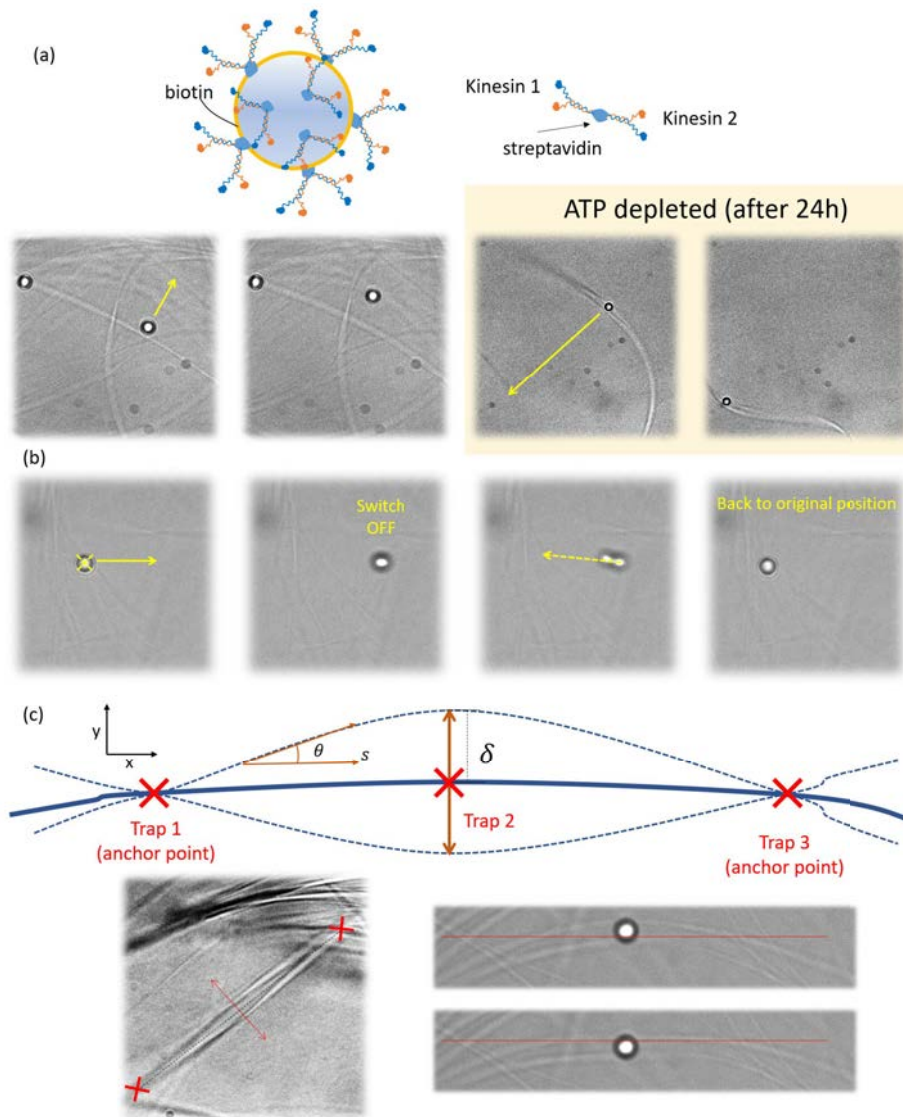 (a)
biotin
Kinesin 1
Kinesin 2
streptavidin
ATP depleted (after 24h)
(b)
Switch
OFF
Back to original position
(c)
y
x
θ
s
δ
Trap 1
(anchor point)
Trap 2
Trap 3
(anchor point)